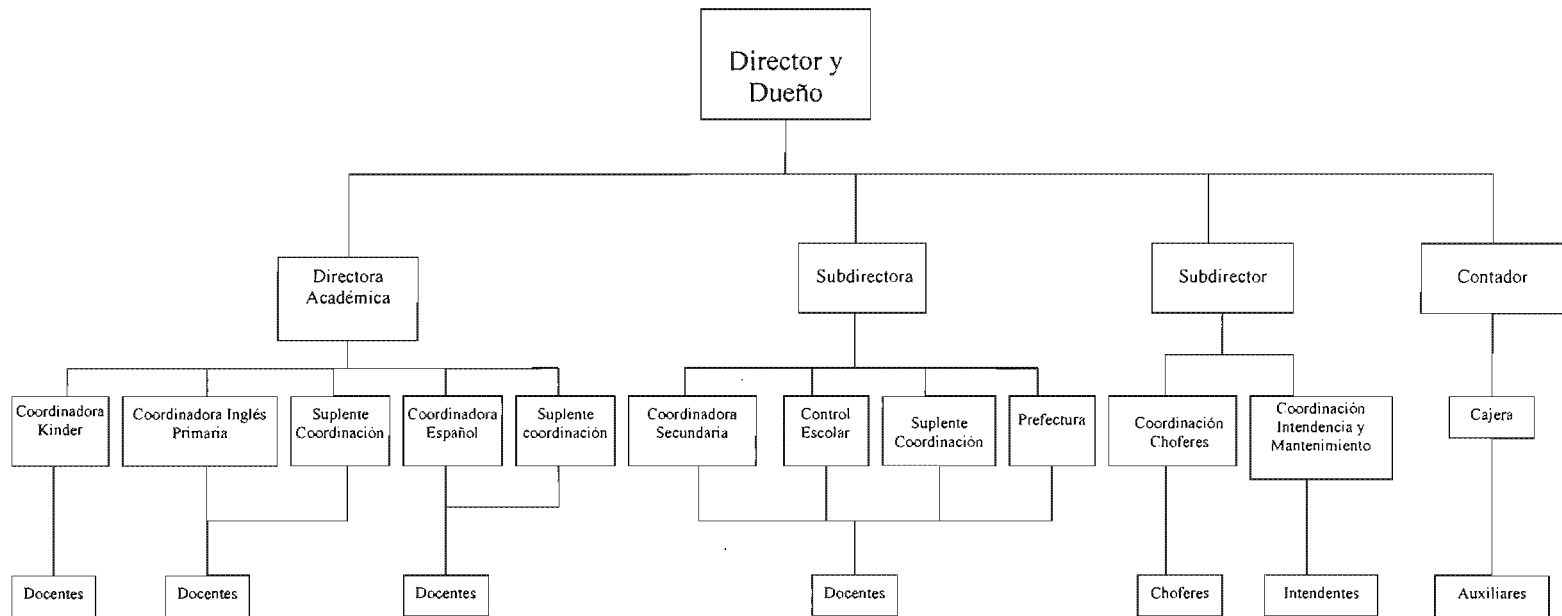 Director y
Dueño
Directora
Académica
Subdirectora
Subdirector
Contador
Coordinadora
Kinder
Coordinadora Inglés
Primaria
Suplente
Coordinación
Coordinadora
Español
Suplente
coordinación
Coordinadora
Secundaria
Control
Escolar
Suplente
Coordinación
Prefectura
Coordinación
Choferes
Coordinación
Intendencia y
Mantenimiento
Cajera
Docentes
Docentes
Docentes
Docentes
Choferes
Intendentes
Auxiliares